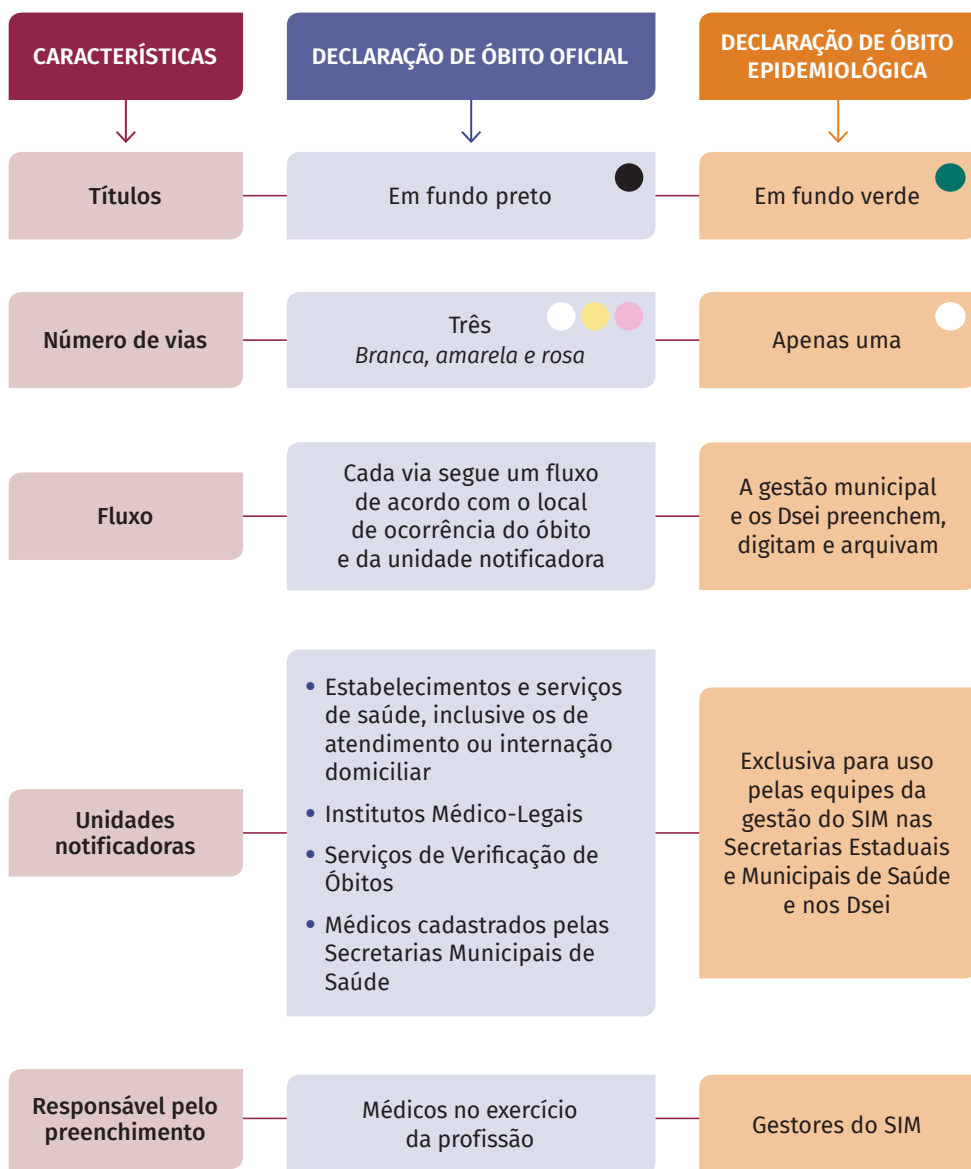 CARACTERÍSTICAS
DECLARAÇÃO DE ÓBITO OFICIAL
DECLARAÇÃO DE ÓBITO
EPIDEMIOLÓGICA
Títulos
Em fundo preto
Em fundo verde
Número de vias
Três
Branca, amarela e rosa
Apenas uma
Fluxo
Cada via segue um fluxo
de acordo com o local
de ocorrência do óbito
e da unidade notificadora
A gestão municipal
e os Dsei preenchem,
digitam e arquivam
Unidades
notificadoras
• Estabelecimentos e serviços
de saúde, inclusive os de
atendimento ou internação
domiciliar
• Institutos Médico-Legais
• Serviços de Verificação de
Óbitos
• Médicos cadastrados pelas
Secretarias Municipais de
Saúde
Exclusiva para uso
pelas equipes da
gestão do SIM nas
Secretarias Estaduais
e Municipais de Saúde
e nos Dsei
Responsável pelo
preenchimento
Médicos no exercício
da profissão
Gestores do SIM